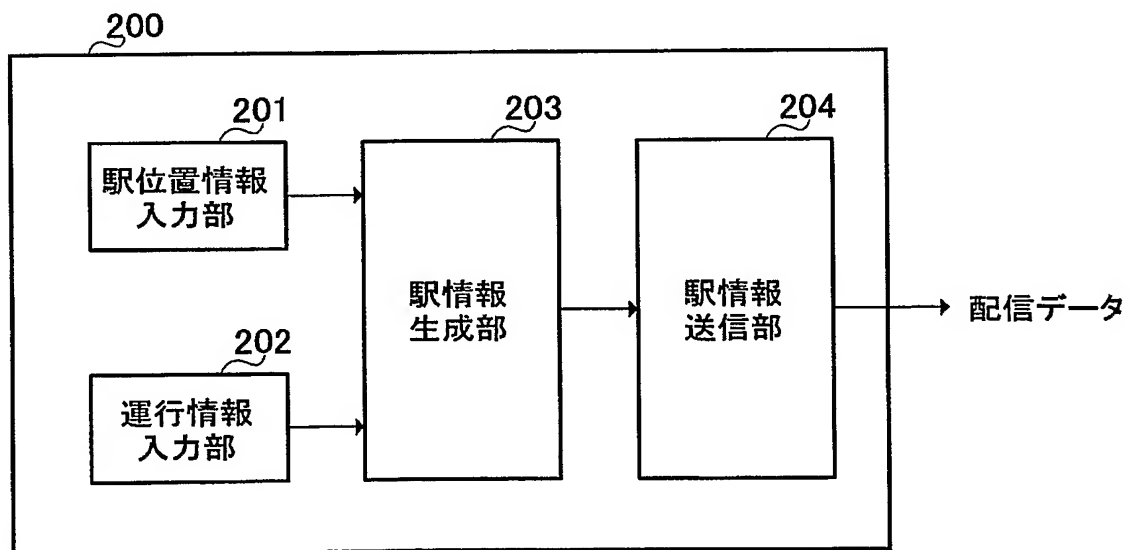 200
201
駅位置情報
入力部
202
運行情報
入力部
203
駅情報
生成部
204
駅情報
送信部
配信データ